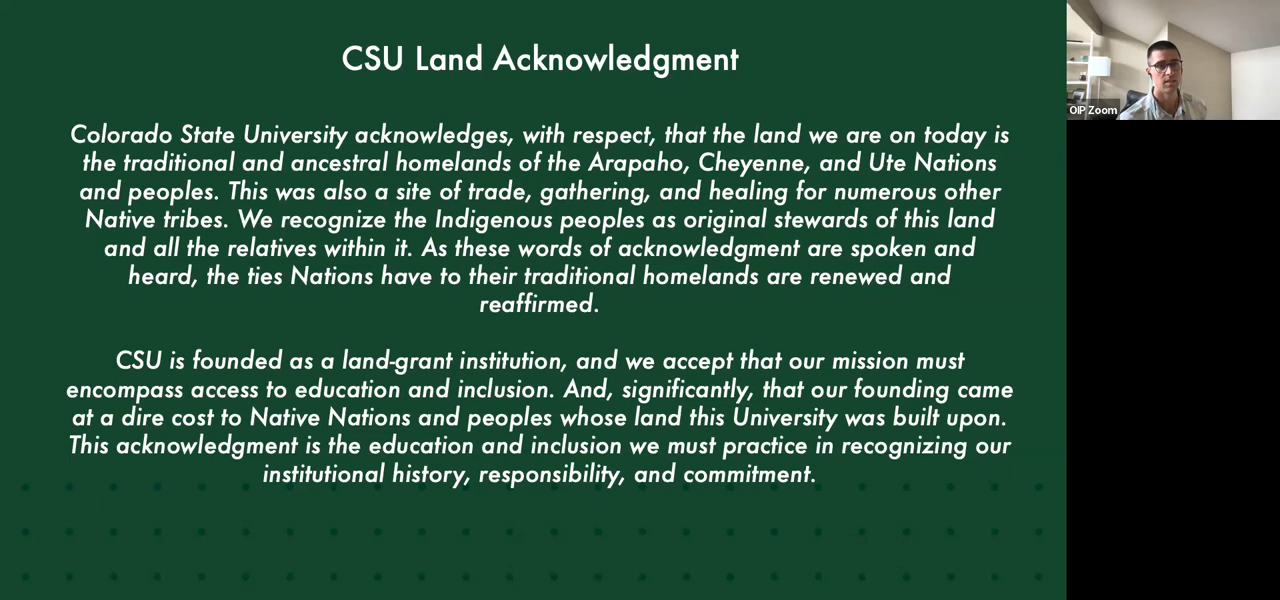 CSU Land Acknowledgment
Colorado State University acknowledges, with respect, that the land we are on today is
the traditional and ancestral homelands of the Arapaho, Cheyenne, and Ute Nations
and peoples. This was also a site of trade, gathering, and healing for numerous other
Native tribes. We recognize the Indigenous peoples as original stewards of this land
and all the relatives within it. As these words of acknowledgment are spoken and
heard, the ties Nations have to their traditional homelands are renewed and
reaffirmed.
CSU is founded as a land-grant institution, and we accept that our mission must
encompass access to education and inclusion. And, significantly, that our founding came
at a dire cost to Native Nations and peoples whose land this University was built upon.
This acknowledgment is the education and inclusion we must practice in recognizing our
institutional history, responsibility, and commitment.
OIP Zoom